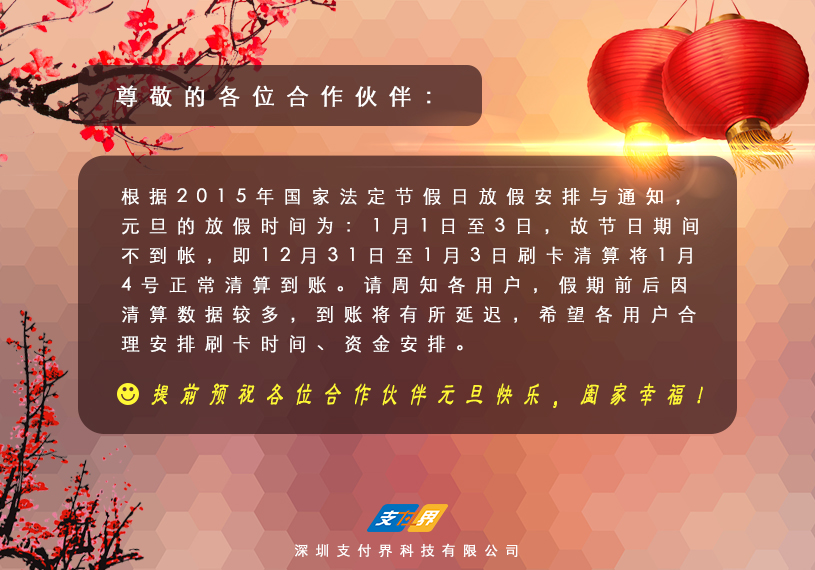 尊敬的各位合作伙伴：
根据2015年国家法定节假日放假安排与通知，
元旦的放假时间为：1月1日至3日，故节日期间
不到帐，即12月31日至1月3日刷卡清算将1月
4号正常清算到账。请周知各用户，假期前后因
清算数据较多，到账将有所延迟，希望各用户合
理安排刷卡时间、资金安排。
提前预祝各位合作伙伴元旦快乐，阖家幸福！
支付界
深圳支付界科技有限公司